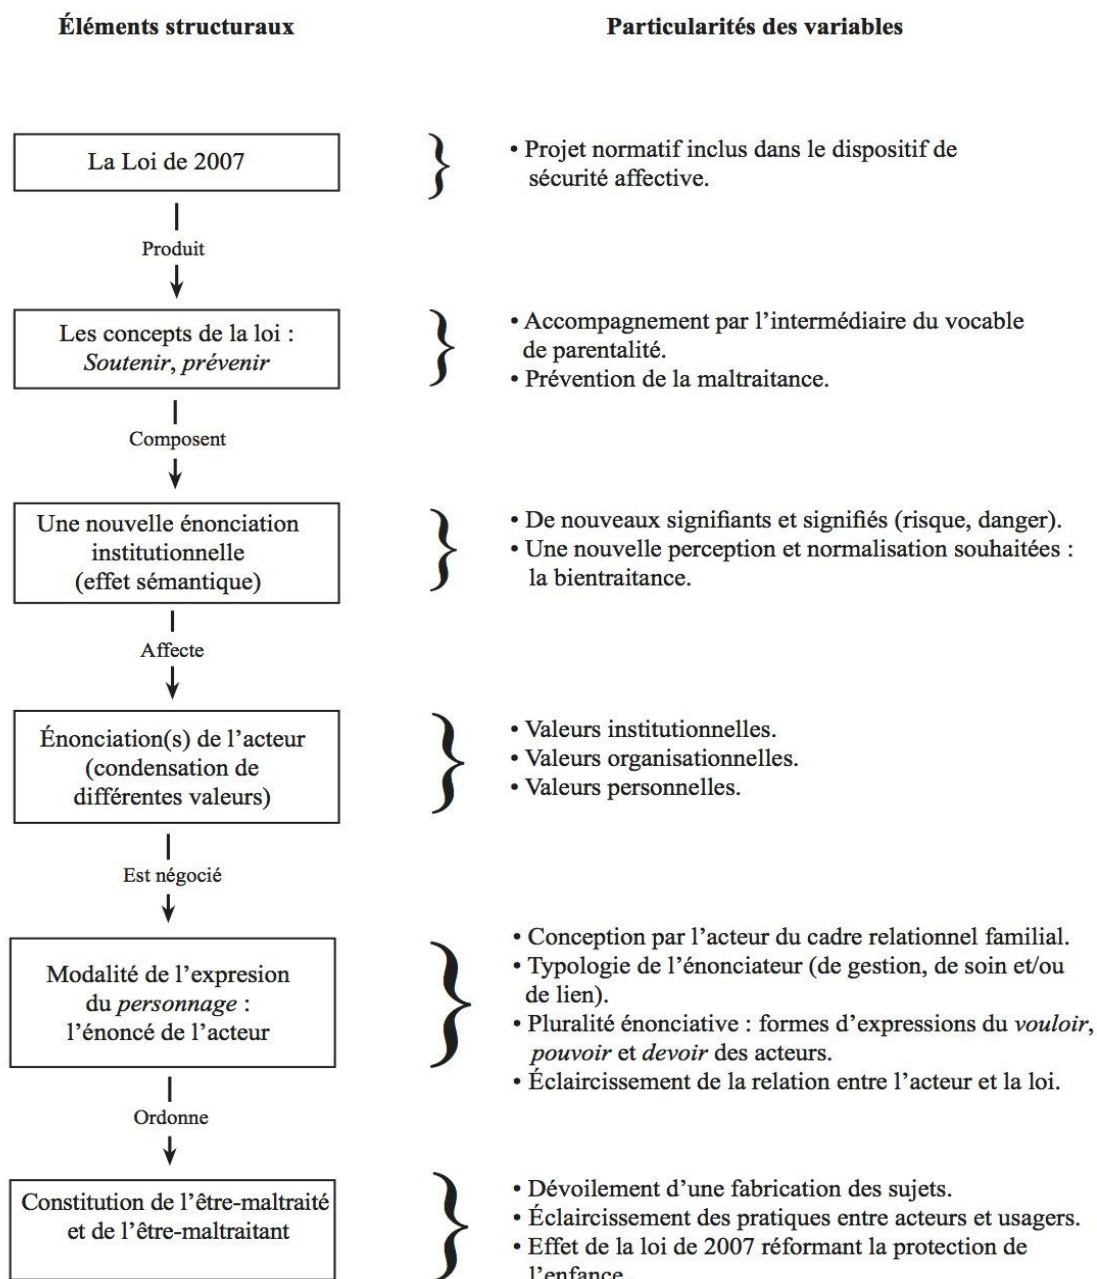 Éléments structuraux
Particularités des variables
La Loi de 2007
• Projet normatif inclus dans le dispositif de
sécurité affective.
Produit
Les concepts de la loi :
Soutenir, prévenir
• Accompagnement par l’intermédiaire du vocable
de parentalité.
• Prévention de la maltraitance.
Composent
Une nouvelle énonciation
institutionnelle
(effet sémantique)
• De nouveaux signifiants et signifiés (risque, danger).
• Une nouvelle perception et normalisation souhaitées :
la bientraitance.
Affecte
Énonciation(s) de l’acteur
(condensation de
différentes valeurs)
• Valeurs institutionnelles.
• Valeurs organisationnelles.
• Valeurs personnelles.
Est négocié
Modalité de l’expresion
du personnage :
l’énoncé de l’acteur
• Conception par l’acteur du cadre relationnel familial.
• Typologie de l’énonciateur (de gestion, de soin et/ou
de lien).
• Pluralité énonciative : formes d’expressions du vouloir,
pouvoir et devoir des acteurs.
• Éclaircissement de la relation entre l’acteur et la loi.
Ordonne
Constitution de l’être-maltraité
et de l’être-maltraitant
• Dévoilement d’une fabrication des sujets.
• Éclaircissement des pratiques entre acteurs et usagers.
• Effet de la loi de 2007 réformant la protection de
l’enfance.